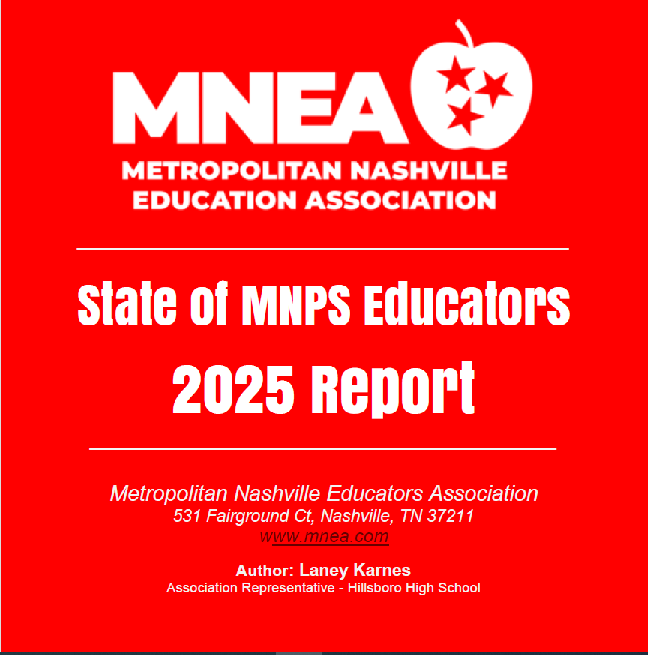 MNEA
METROPOLITAN NASHVILLE
EDUCATION ASSOCIATION
State of MNPS Educators
2025 Report
Metropolitan Nashville Educators Association
531 Fairground Ct, Nashville, TN 37211
www.mnea.com
Author: Laney Karnes
Association Representative - Hillsboro High School